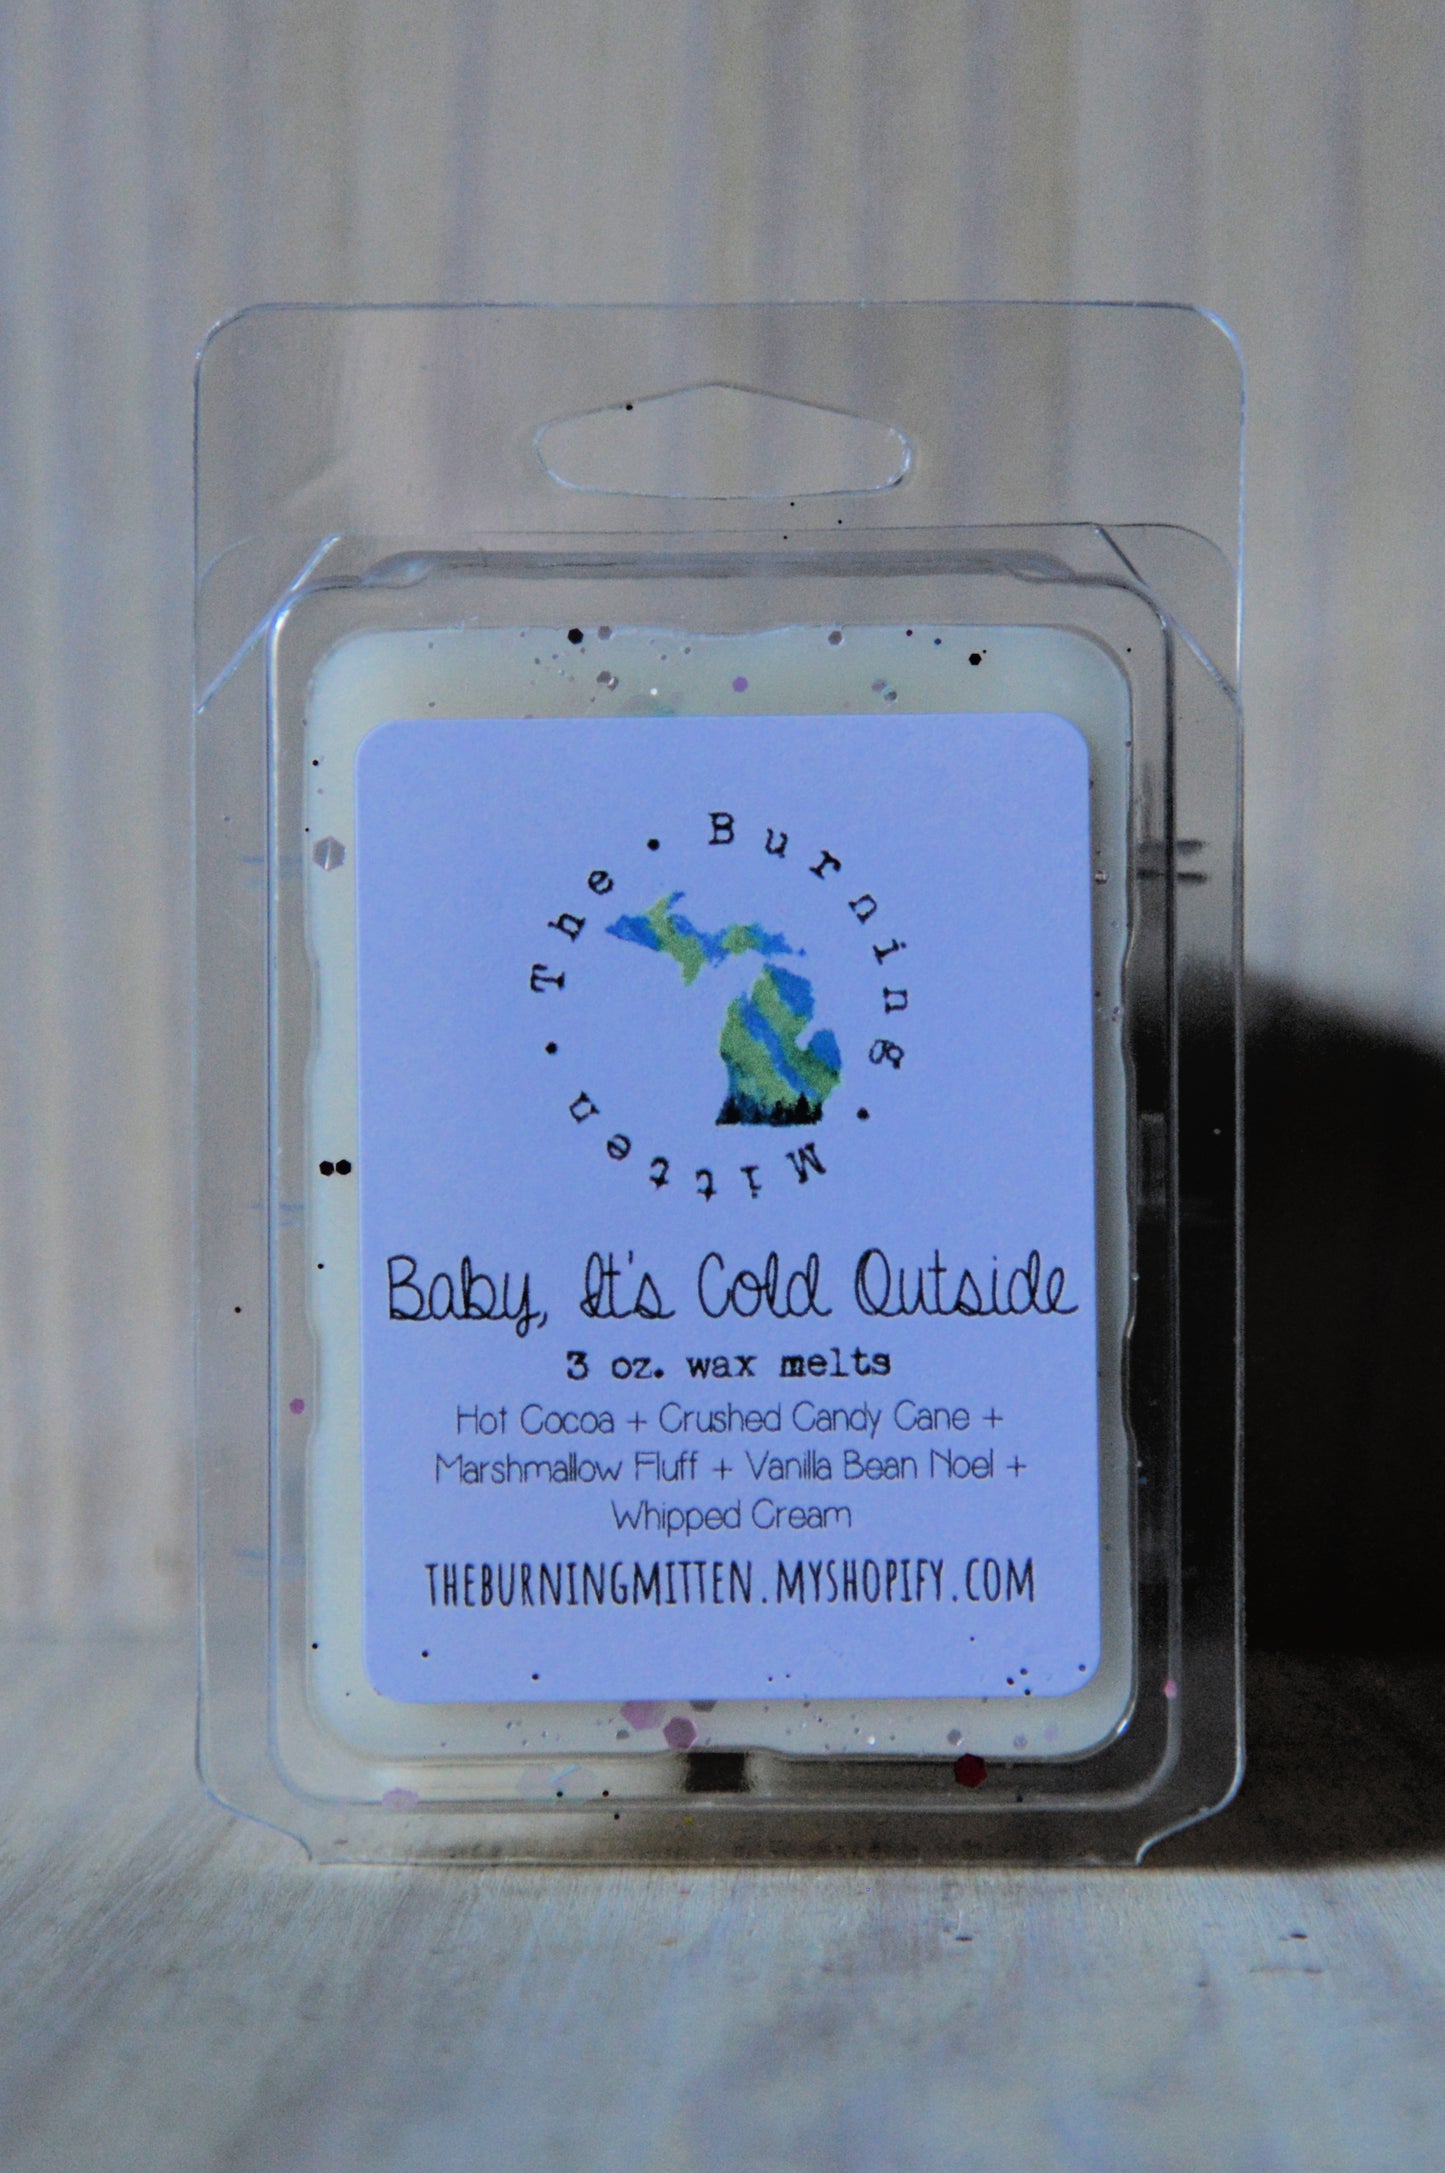 The • Burning • Mitten •
Baby, It's Cold Outside
3 oz. wax melts
Hot Cocoa + Crushed Candy Cane +
Marshmallow Fluff + Vanilla Bean Noel +
Whipped Cream
THEBURNINGMITTEN.MYSHOPIFY.COM